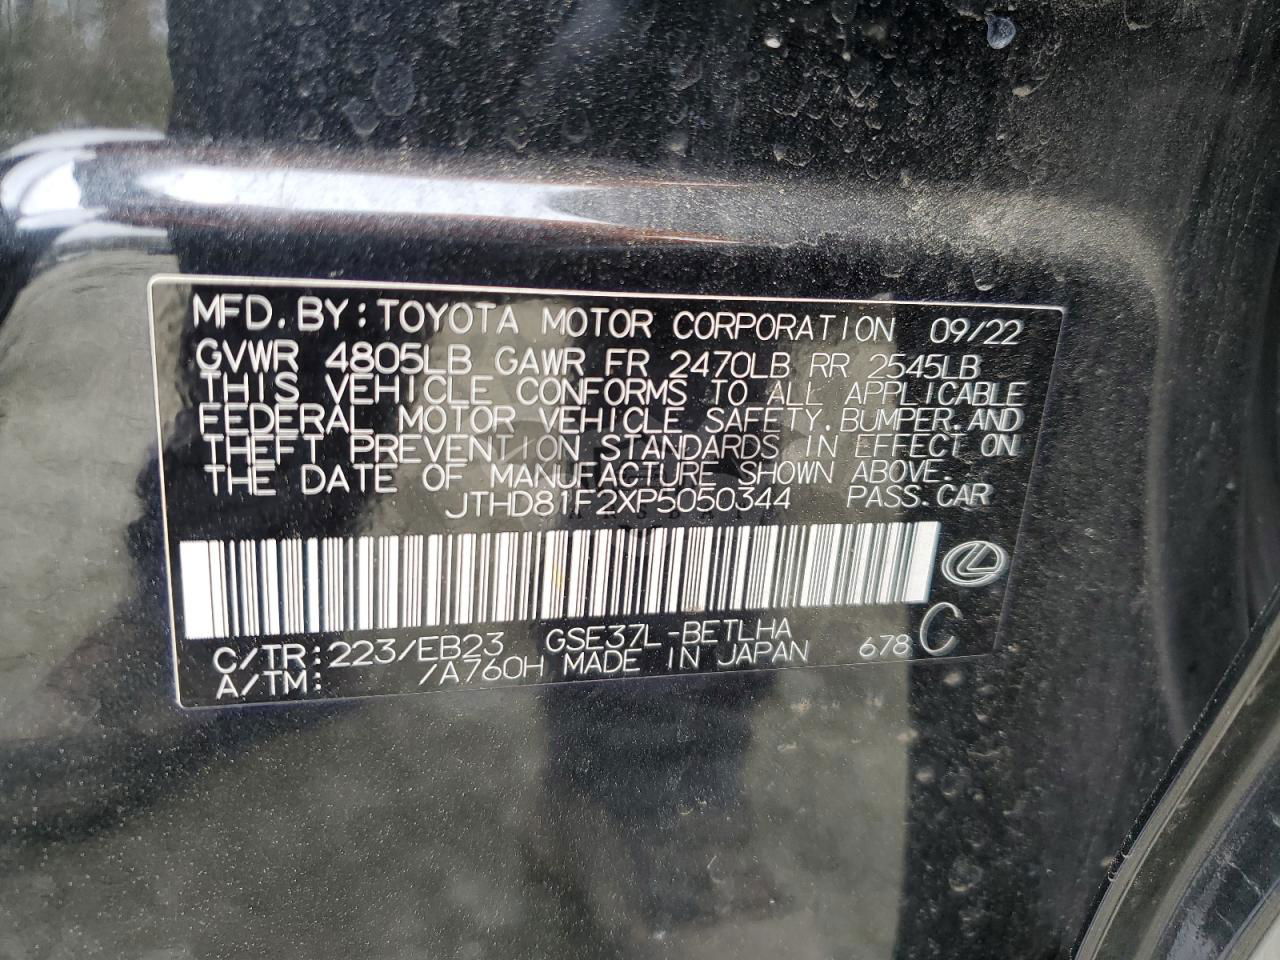 MFD. BY: TOYOTA MOTOR CORPORATION 09/22
GVWR 4805LB GAWR FR 2470LB RR 2545LB
THIS VEHICLE CONFORMS TO ALL APPLICABLE
FEDERAL MOTOR VEHICLE SAFETY, BUMPER, AND
THEFT PREVENTION STANDARDS IN EFFECT ON
THE DATE OF MANUFACTURE SHOWN ABOVE.
JTHD81F2XP5050344 PASS. CAR
C/TR: 223/EB23 GSE37L-BETLHA
A/TM: /A760H MADE IN JAPAN 678 C